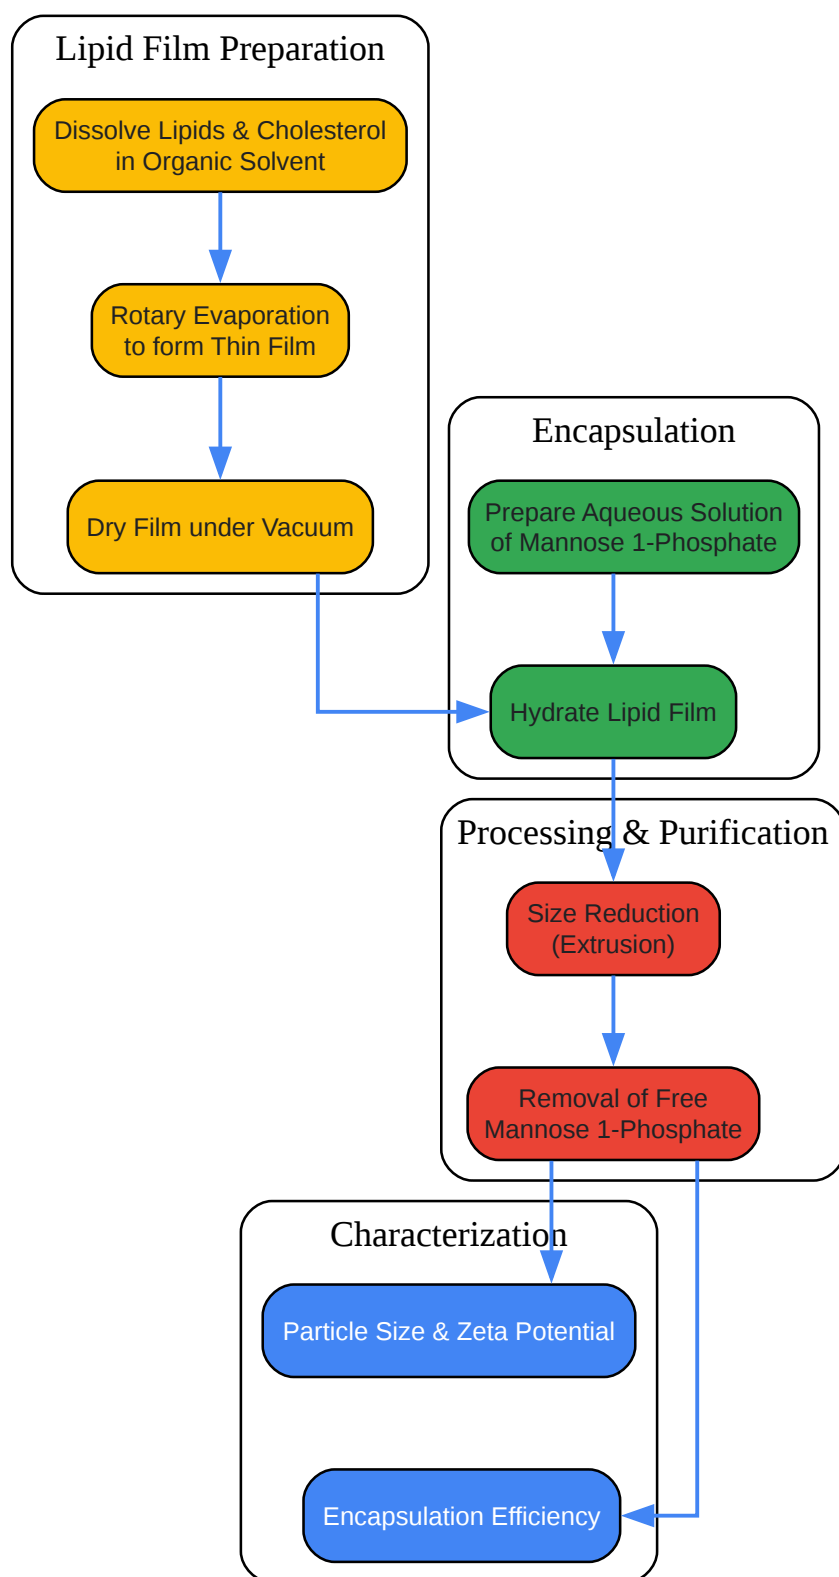 Lipid Film Preparation
Dissolve Lipids & Cholesterol
in Organic Solvent
Rotary Evaporation
to form Thin Film
Dry Film under Vacuum
Encapsulation
Prepare Aqueous Solution
of Mannose 1-Phosphate
Hydrate Lipid Film
Processing & Purification
Size Reduction
(Extrusion)
Removal of Free
Mannose 1-Phosphate
Characterization
Particle Size & Zeta Potential
Encapsulation Efficiency